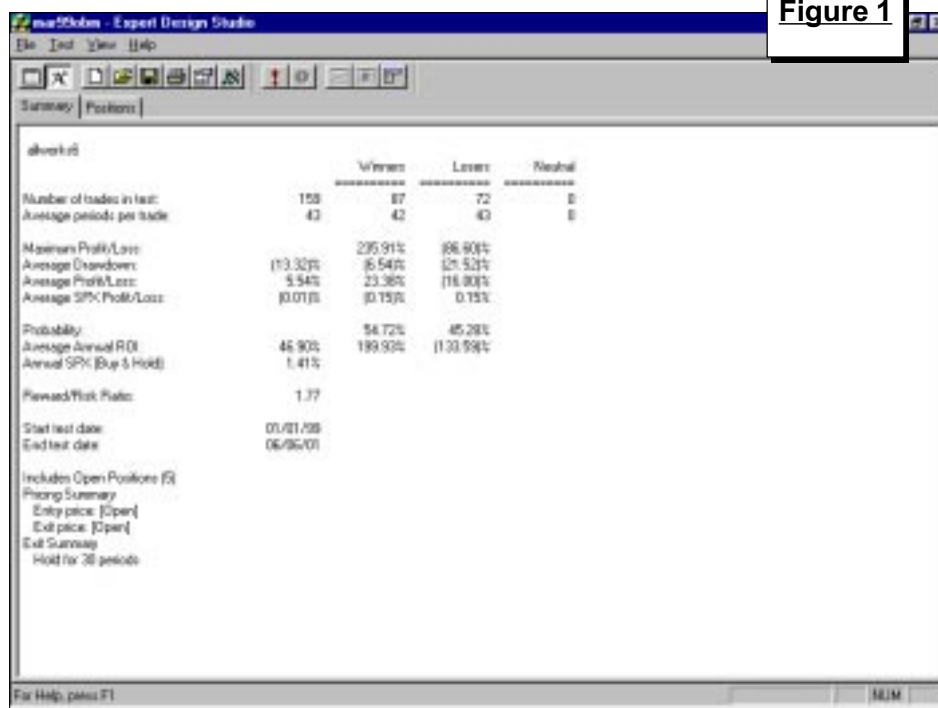 Figure 1
mar99obm - Expert Design Studio
File Test View Help
Summary Positions
allworks6
Winners Losers Neutral
========== ========== ==========
Number of trades in test: 159 87 72 0
Average periods per trade: 43 42 43 0
Maximum Profit/Loss: 235.91% (86.60)%
Average Drawdown: (13.32)% (6.54)% (21.52)%
Average Profit/Loss: 5.54% 23.36% (16.00)%
Average SPX Profit/Loss: (0.01)% (0.15)% 0.15%
Probability: 54.72% 45.28%
Average Annual ROI: 46.90% 199.93% (133.59)%
Annual SPX (Buy & Hold): 1.41%
Reward/Risk Ratio: 1.77
Start test date: 01/01/99
End test date: 06/06/01
Includes Open Positions (5)
Pricing Summary
Entry price: [Open]
Exit price: [Open]
Exit Summary
Hold for 30 periods
For Help, press F1
NUM